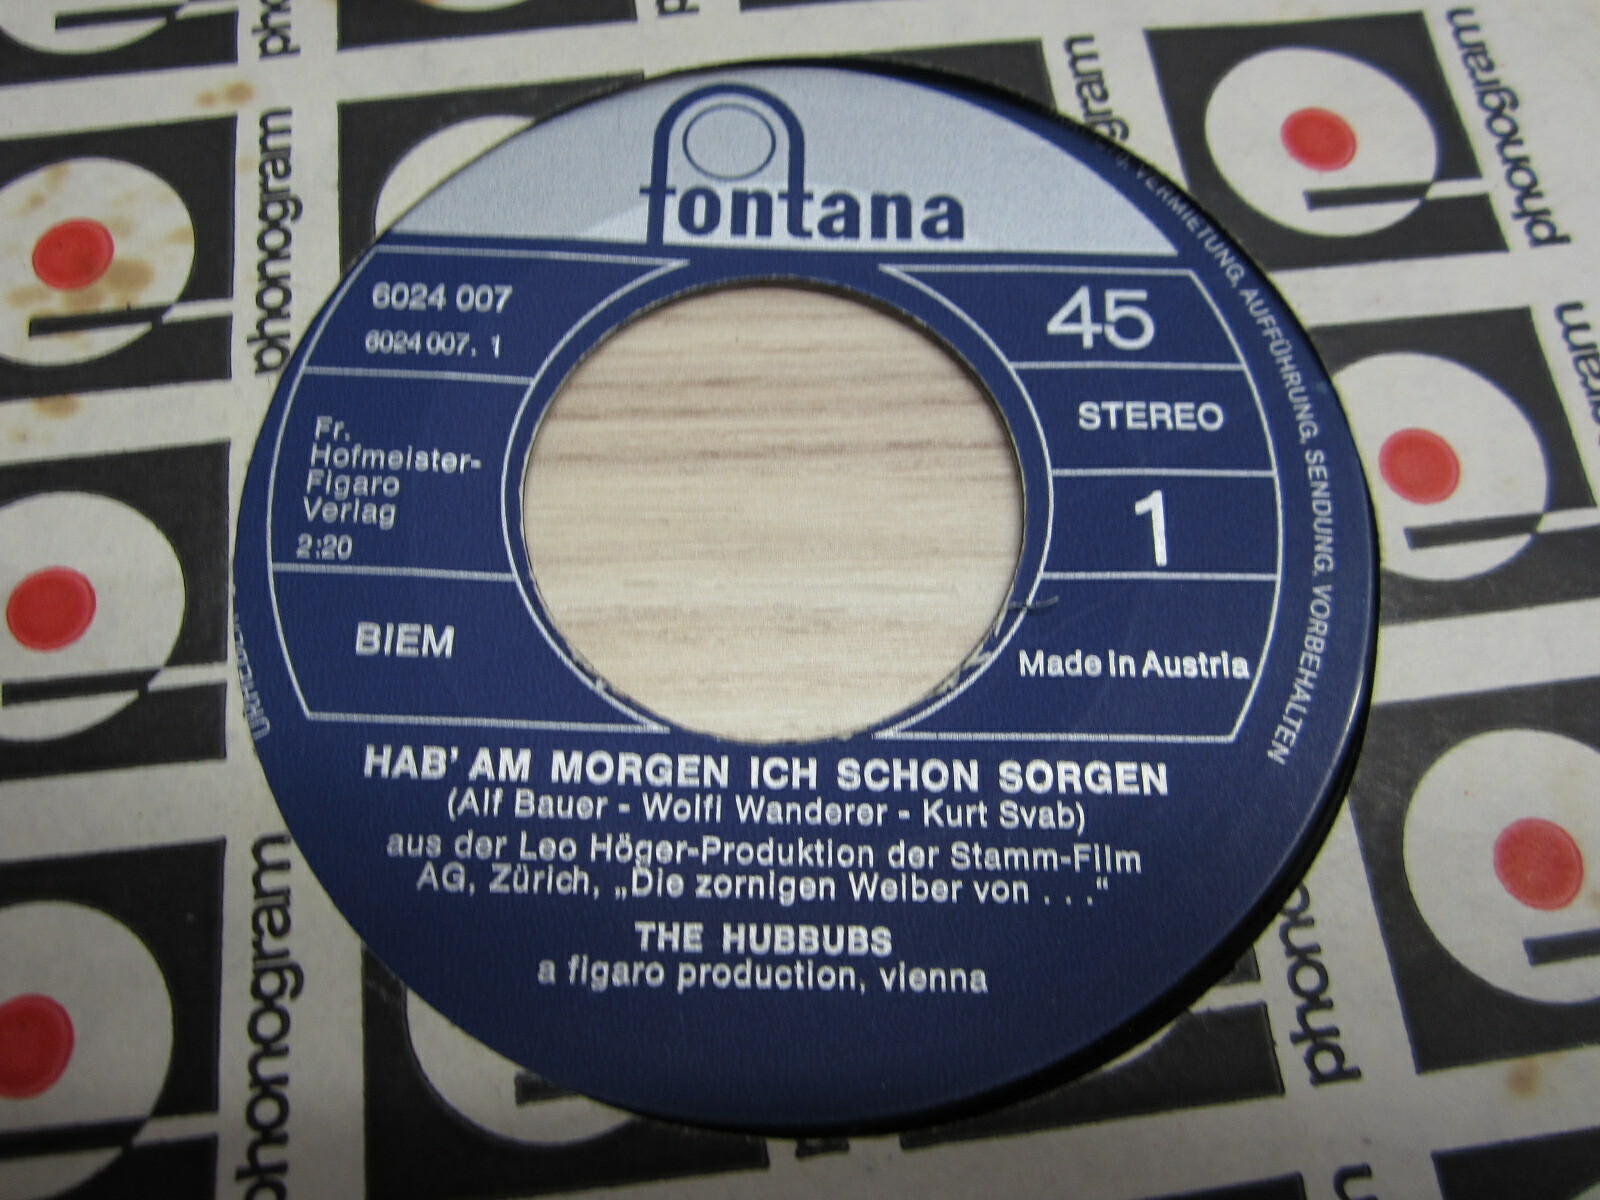 fontana
6024 007
6024 007. 1
Fr.
Hofmeister-
Figaro
Verlag
2:20
BIEM
45
STEREO
1
Made in Austria
HAB' AM MORGEN ICH SCHON SORGEN
(Alf Bauer - Wolfi Wanderer - Kurt Svab)
aus der Leo Höger-Produktion der Stamm-Film
AG, Zürich, „Die zornigen Weiber von . . .“
THE HUBBUBS
a figaro production, vienna
VERMIETUNG, AUFFÜHRUNG, SENDUNG. VORBEHALTEN
phonogram
phonogram
phonogram